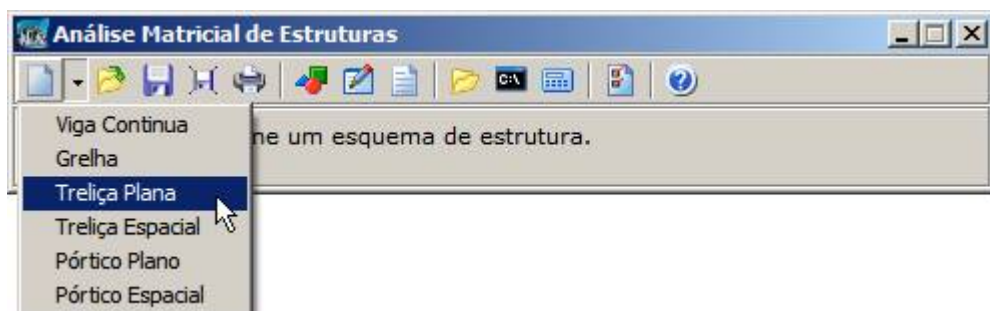 Análise Matricial de Estruturas
C:\
ne um esquema de estrutura.
Viga Continua
Grelha
Treliça Plana
Treliça Espacial
Pórtico Plano
Pórtico Espacial